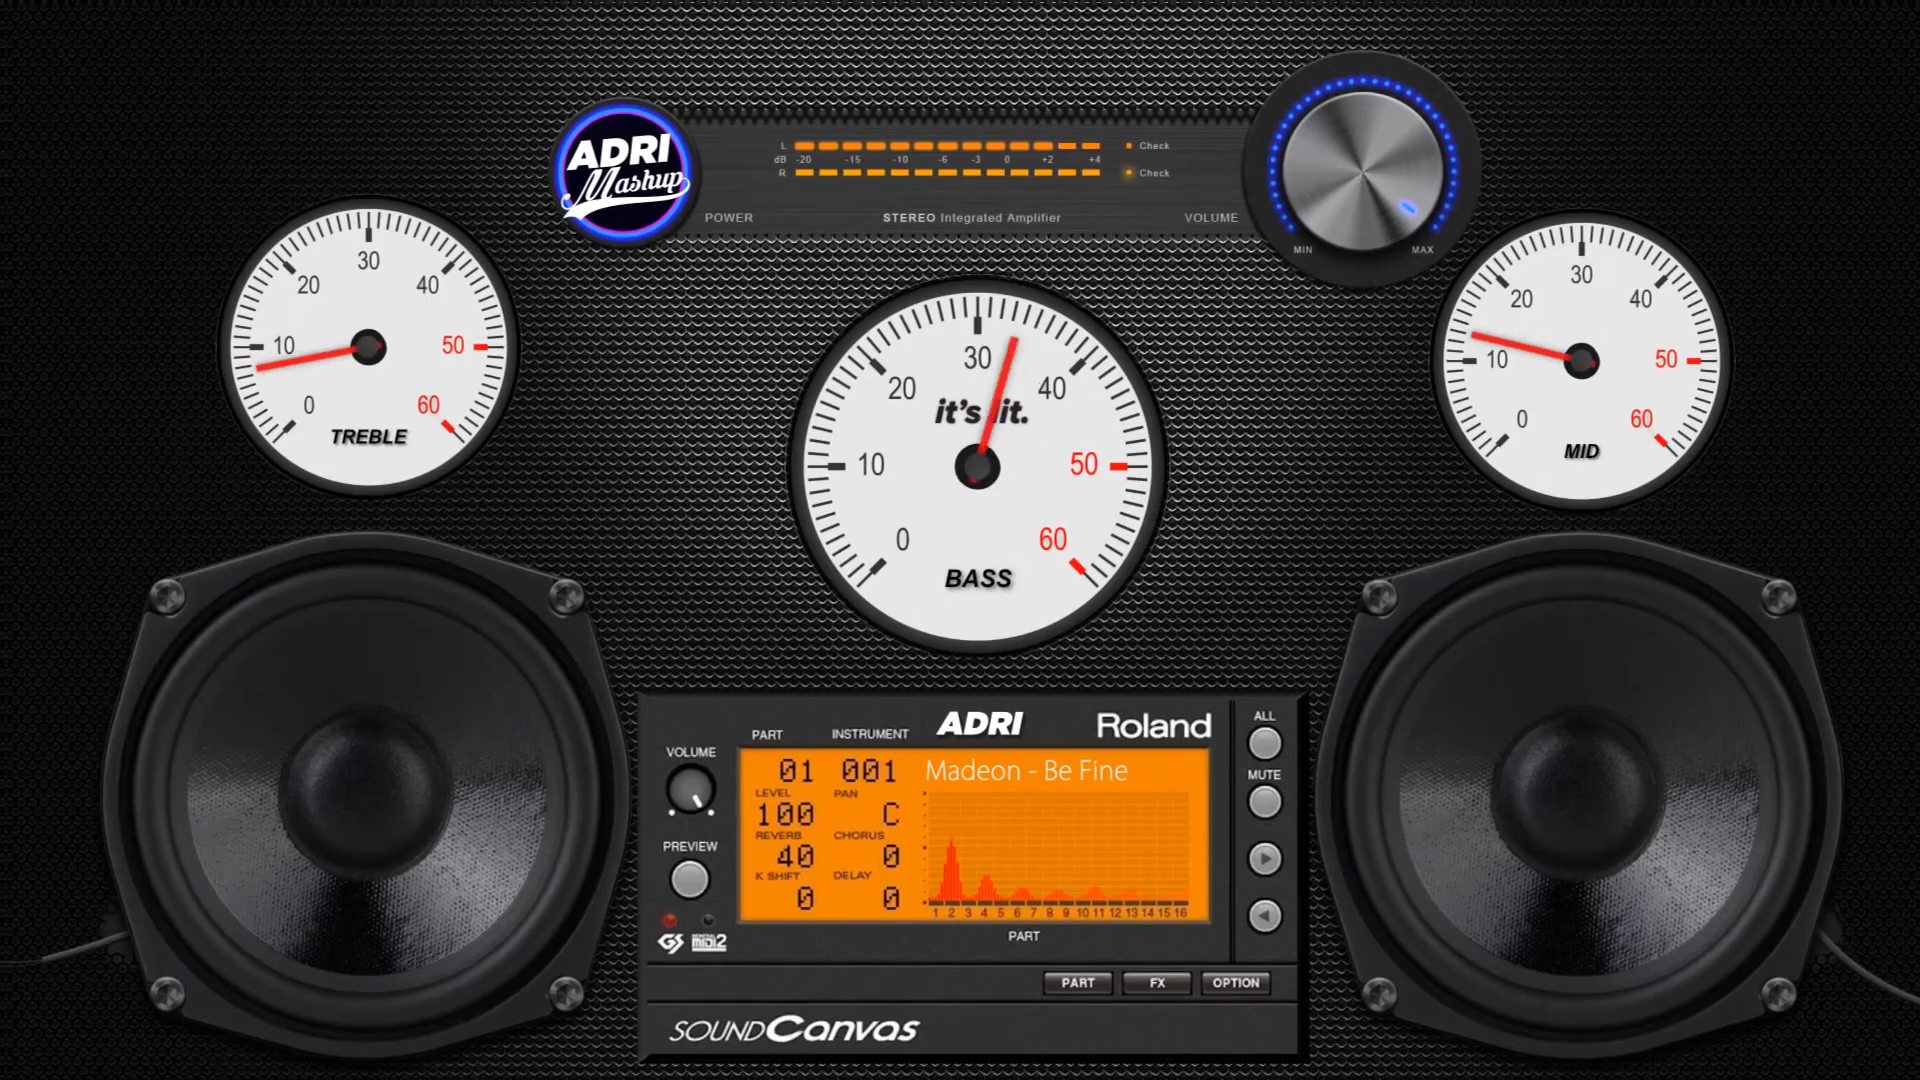 ADRI
Mashup
L
dB -20 -15 -10 -6 -3 0 +2 +4
R
Check
Check
POWER
STEREO Integrated Amplifier
VOLUME
MIN
MAX
0
10
20
30
40
50
60
TREBLE
0
10
20
30
40
50
60
it's lit.
BASS
0
10
20
30
40
50
60
MID
PART INSTRUMENT ADRI Roland
VOLUME
01 001 Madeon - Be Fine
LEVEL PAN
100 C
REVERB CHORUS
40 0
K SHIFT DELAY
0 0
1 2 3 4 5 6 7 8 9 10 11 12 13 14 15 16
PART
PREVIEW
GS
GENERAL
MIDI2
ALL
MUTE
PART FX OPTION
SOUNDCanvas